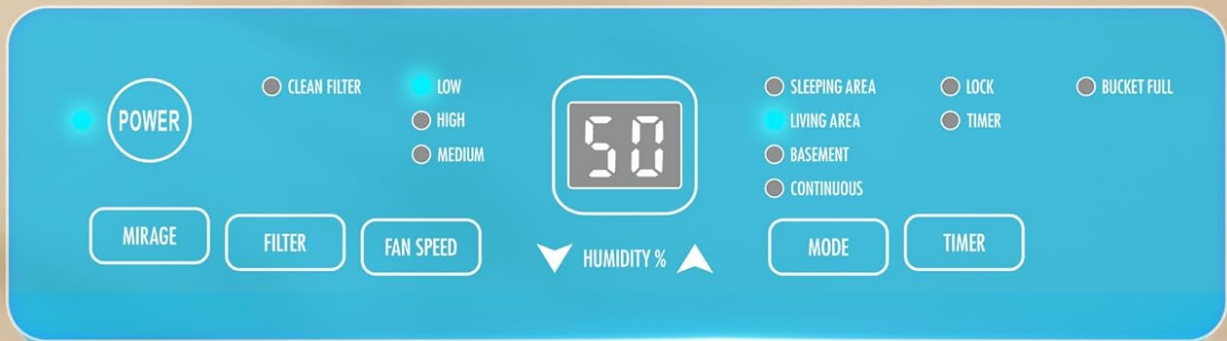 POWER
CLEAN FILTER
LOW
HIGH
MEDIUM
50
SLEEPING AREA
LIVING AREA
BASEMENT
CONTINUOUS
LOCK
TIMER
BUCKET FULL
MIRAGE
FILTER
FAN SPEED
HUMIDITY %
MODE
TIMER